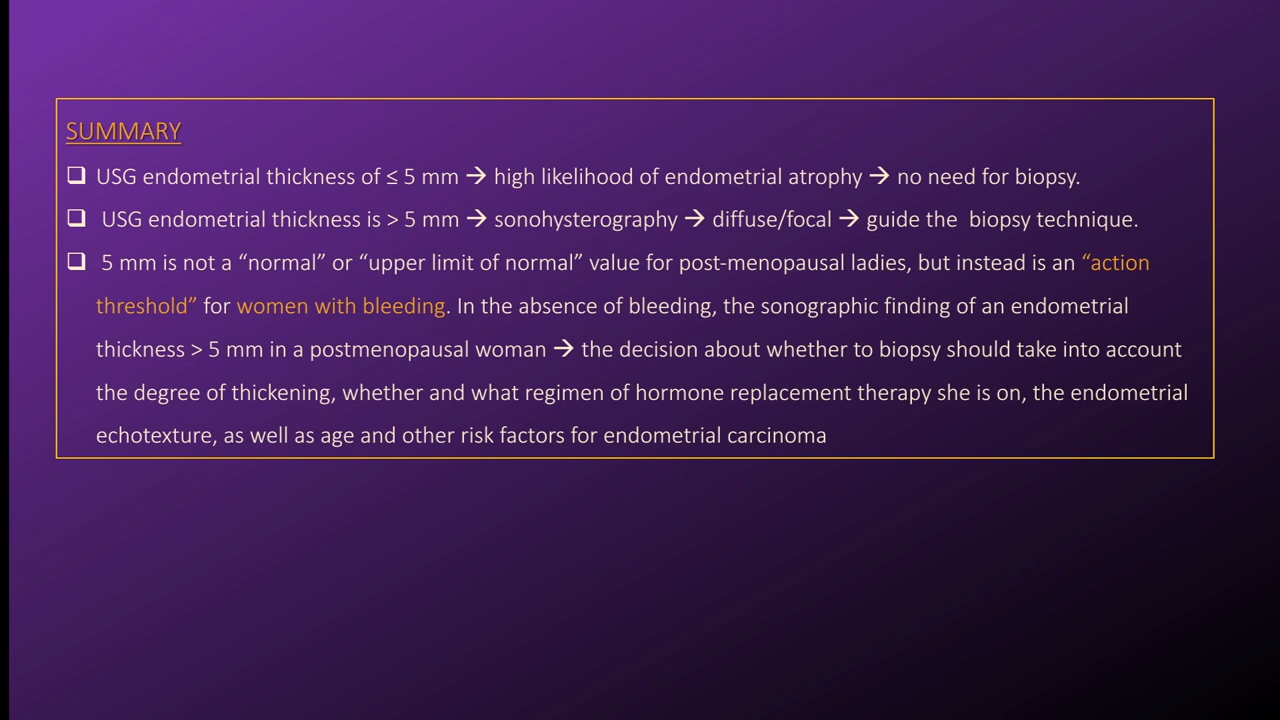 SUMMARY
❑ USG endometrial thickness of ≤ 5 mm → high likelihood of endometrial atrophy → no need for biopsy.
❑ USG endometrial thickness is > 5 mm → sonohysterography → diffuse/focal → guide the biopsy technique.
❑ 5 mm is not a “normal” or “upper limit of normal” value for post-menopausal ladies, but instead is an “action
threshold” for women with bleeding. In the absence of bleeding, the sonographic finding of an endometrial
thickness > 5 mm in a postmenopausal woman → the decision about whether to biopsy should take into account
the degree of thickening, whether and what regimen of hormone replacement therapy she is on, the endometrial
echotexture, as well as age and other risk factors for endometrial carcinoma